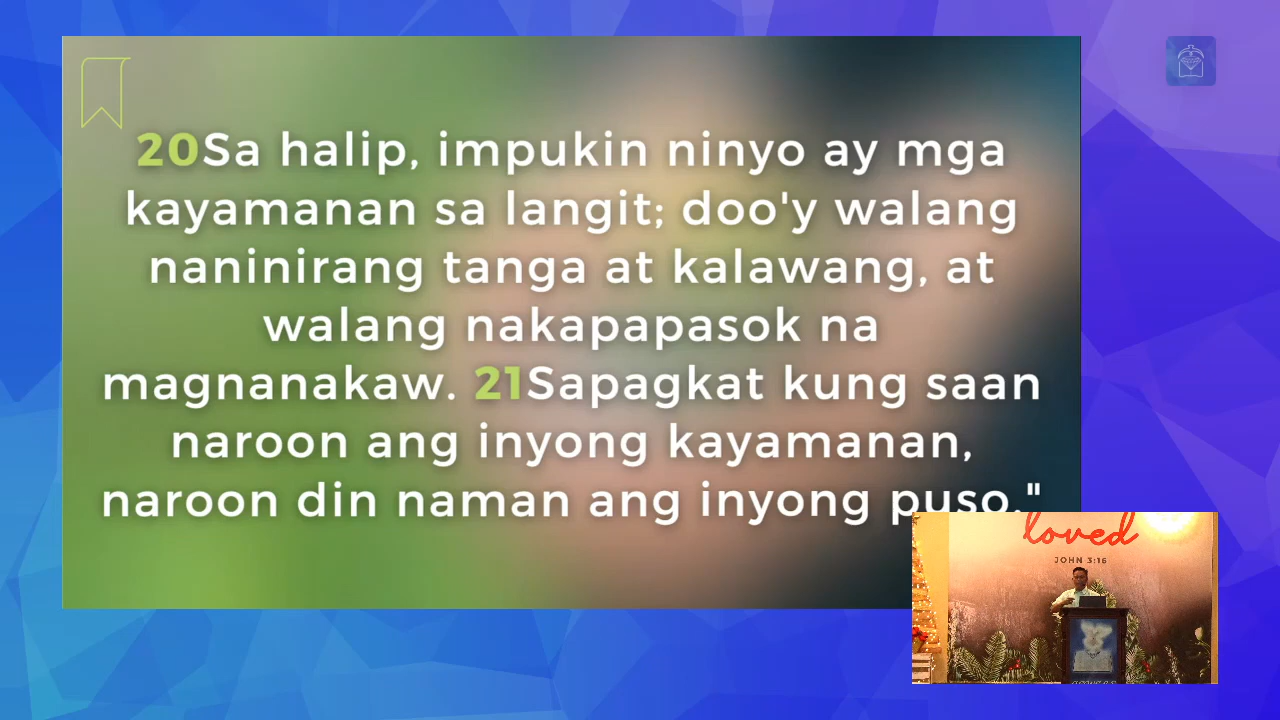 20Sa halip, impukin ninyo ay mga
kayamanan sa langit; doo'y walang
naninirang tanga at kalawang, at
walang nakapapasok na
magnanakaw. 21Sapagkat kung saan
naroon ang inyong kayamanan,
naroon din naman ang inyong puso."
loved
JOHN 3:16